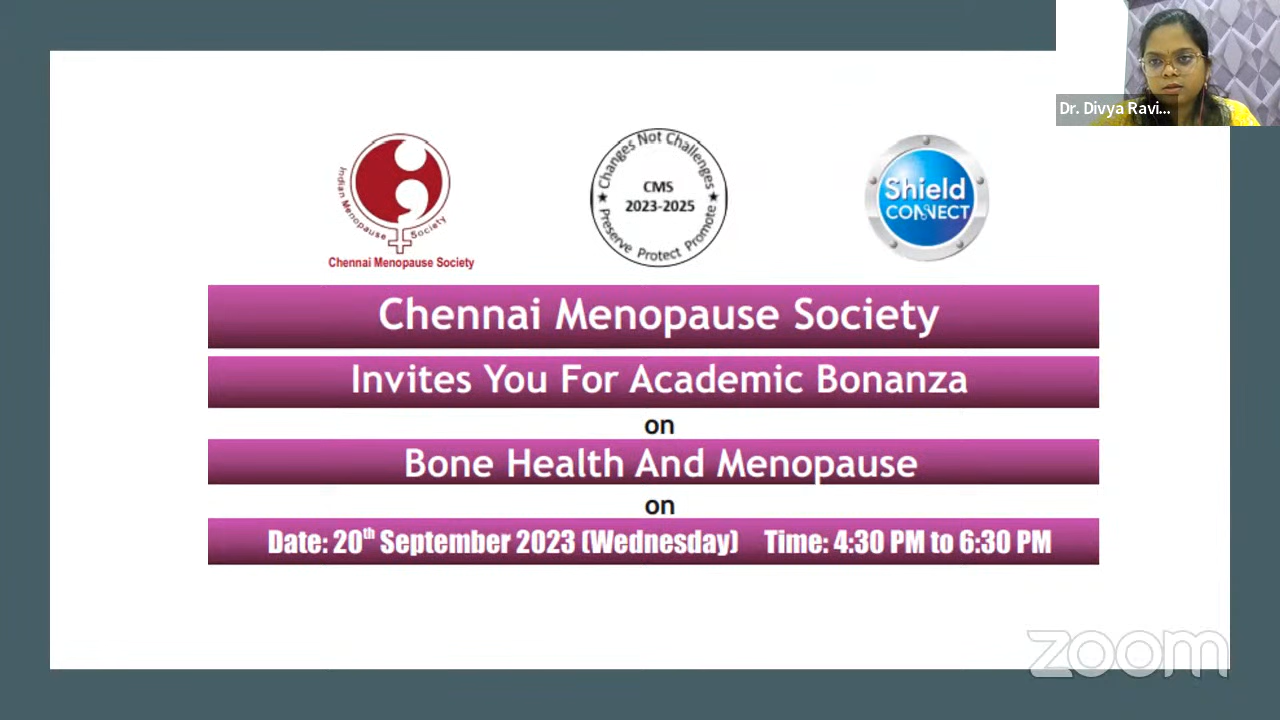 Dr. Divya Ravi...
Indian Menopause Society
Chennai Menopause Society
Changes Not Challenges
CMS
2023-2025
Preserve Protect Promote
Shield
CONNECT
Chennai Menopause Society
Invites You For Academic Bonanza
on
Bone Health And Menopause
on
Date: 20th September 2023 (Wednesday) Time: 4:30 PM to 6:30 PM
zoom